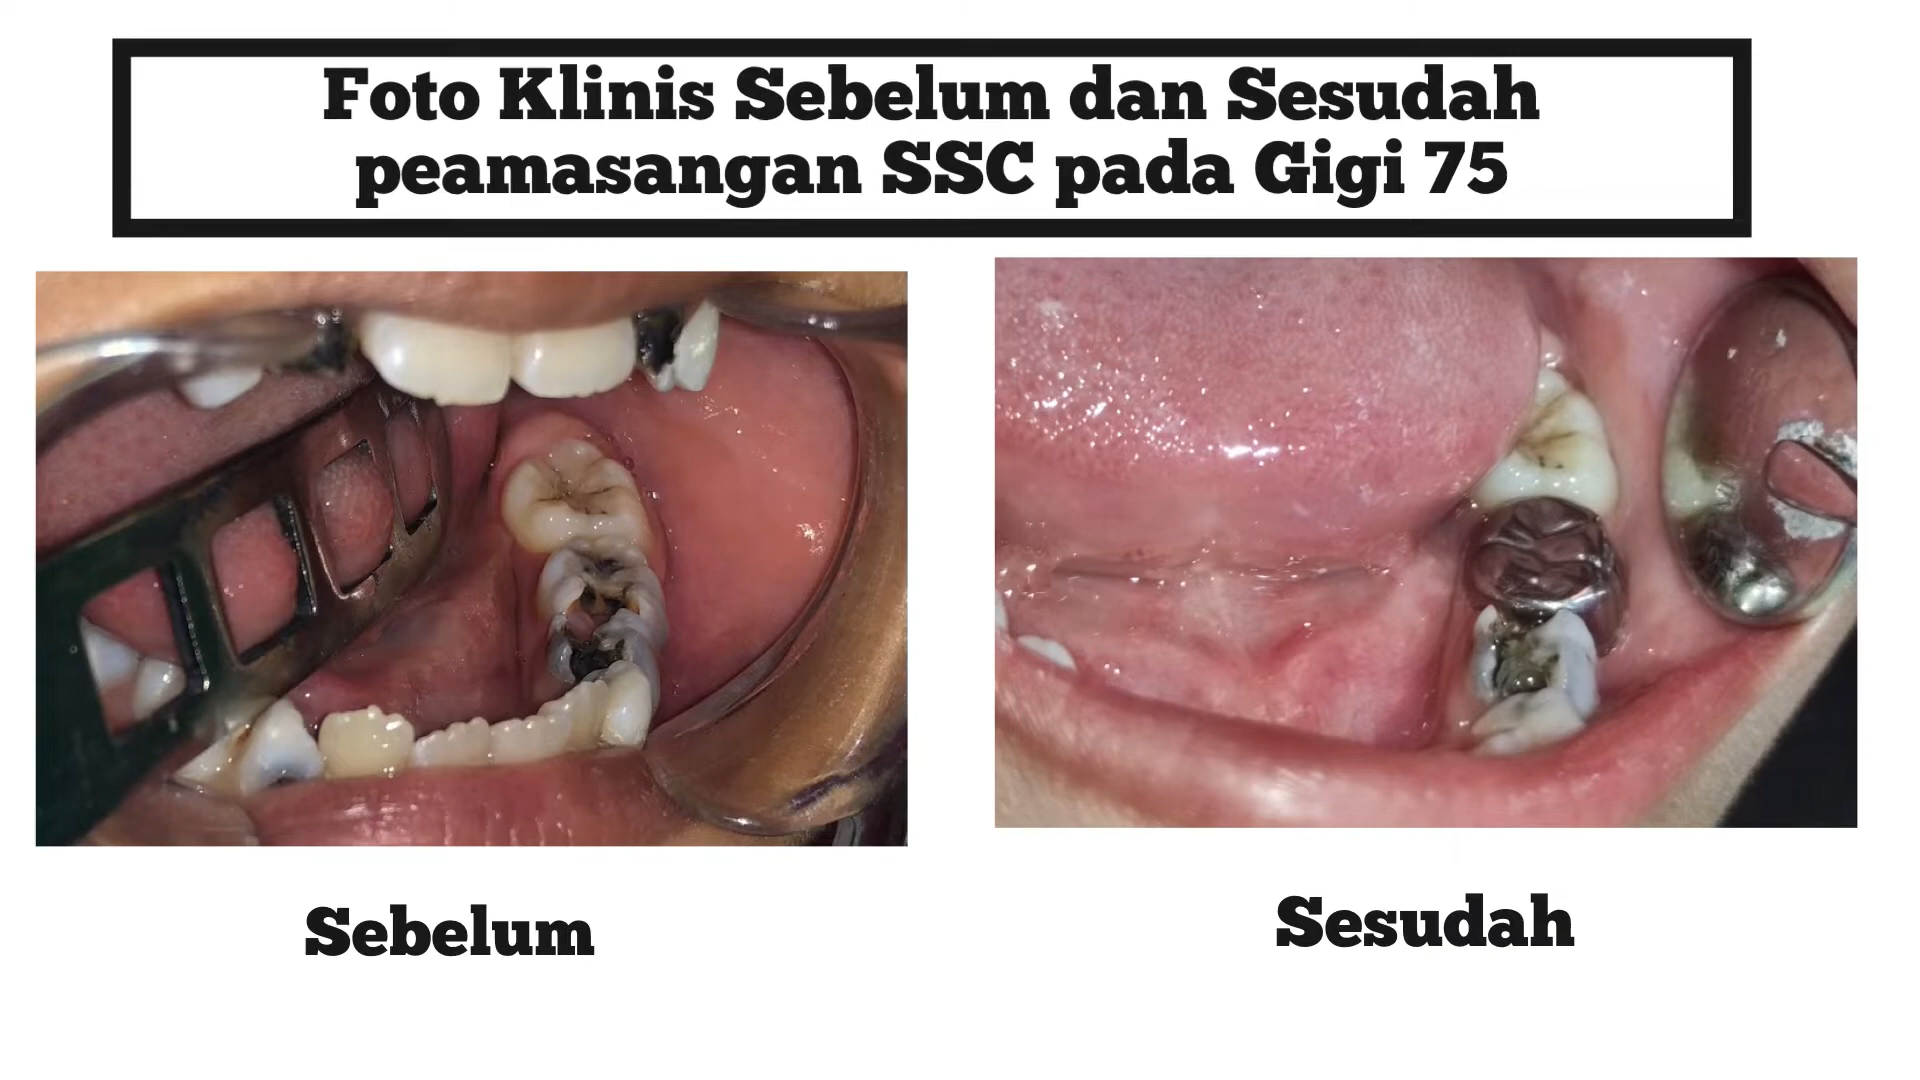 Foto Klinis Sebelum dan Sesudah
peamasangan SSC pada Gigi 75
Sebelum
Sesudah